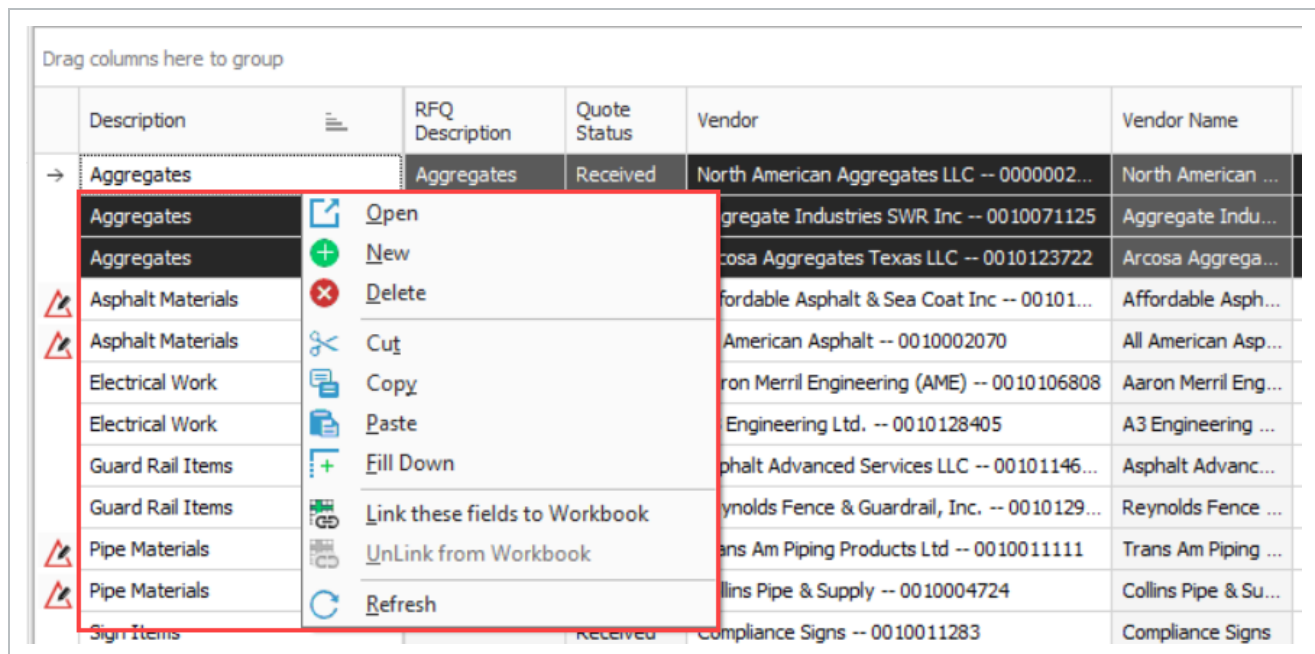 Drag columns here to group
Description RFQ Description Quote Status Vendor Vendor Name
Aggregates Aggregates Received North American Aggregates LLC -- 0000002... North American ...
Aggregates Open gregate Industries SWR Inc -- 0010071125 Aggregate Indu...
Aggregates New cosa Aggregates Texas LLC -- 0010123722 Arcosa Aggrega...
Asphalt Materials Delete fordable Asphalt & Sea Coat Inc -- 00101... Affordable Asph...
Asphalt Materials Cut American Asphalt -- 0010002070 All American Asp...
Electrical Work Copy ron Merril Engineering (AME) -- 0010106808 Aaron Merril Eng...
Electrical Work Paste Engineering Ltd. -- 0010128405 A3 Engineering ...
Guard Rail Items Fill Down phalt Advanced Services LLC -- 00101146... Asphalt Advanc...
Guard Rail Items Link these fields to Workbook ynolds Fence & Guardrail, Inc. -- 0010129... Reynolds Fence ...
Pipe Materials UnLink from Workbook ans Am Piping Products Ltd -- 0010011111 Trans Am Piping ...
Pipe Materials Refresh llins Pipe & Supply -- 0010004724 Collins Pipe & Su...
Sign Items Received Compliance Signs -- 0010011283 Compliance Signs